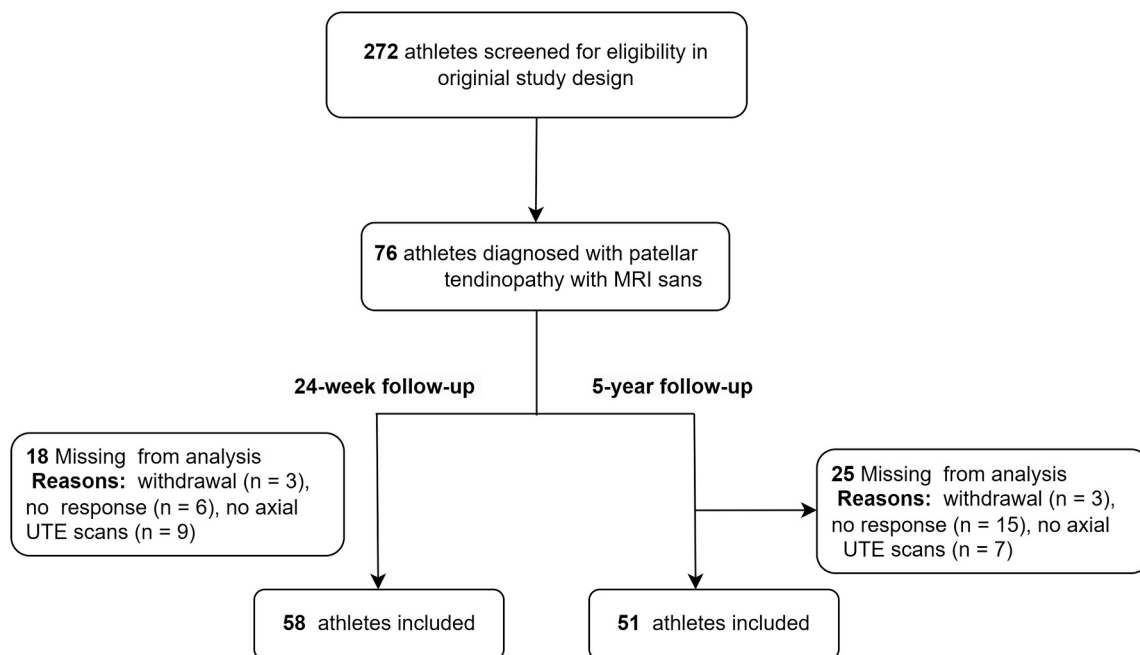 272 athletes screened for eligibility in
originial study design
76 athletes diagnosed with patellar
tendinopathy with MRI sans
24-week follow-up
5-year follow-up
18 Missing from analysis
Reasons: withdrawal (n = 3),
no response (n = 6), no axial
UTE scans (n = 9)
25 Missing from analysis
Reasons: withdrawal (n = 3),
no response (n = 15), no axial
UTE scans (n = 7)
58 athletes included
51 athletes included